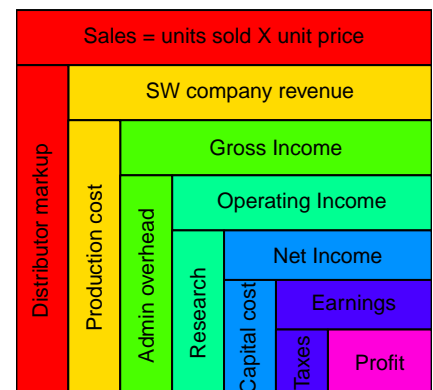 Sales = units sold X unit price
SW company revenue
Gross Income
Operating Income
Net Income
Earnings
Profit
Distributor markup
Production cost
Admin overhead
Research
Capital cost
Taxes